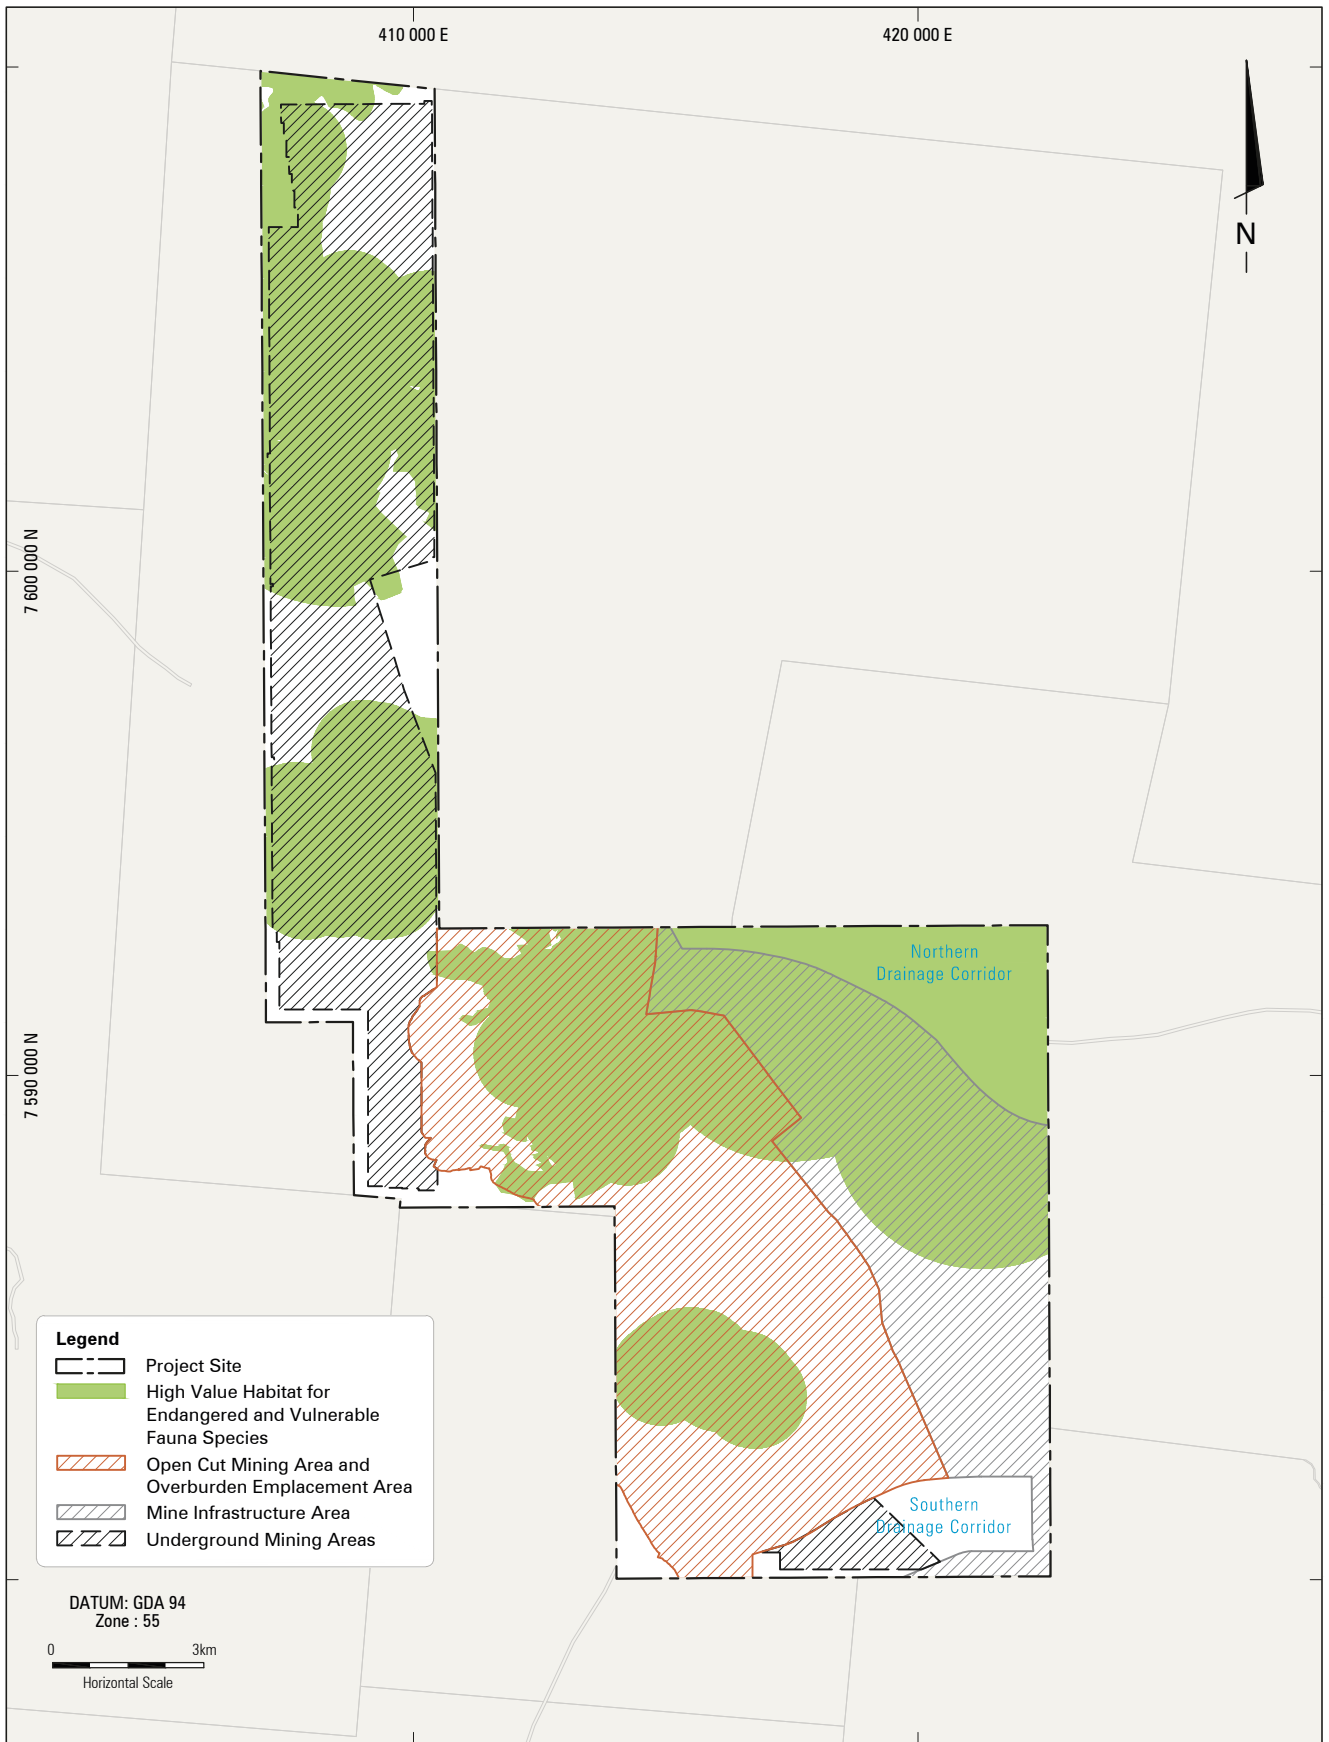 410 000 E
420 000 E
N
7 600 000 N
Northern
Drainage Corridor
7 590 000 N
Legend
Project Site
High Value Habitat for
Endangered and Vulnerable
Fauna Species
Open Cut Mining Area and
Overburden Emplacement Area
Mine Infrastructure Area
Underground Mining Areas
Southern
Drainage Corridor
DATUM: GDA 94
Zone : 55
0 3km
Horizontal Scale